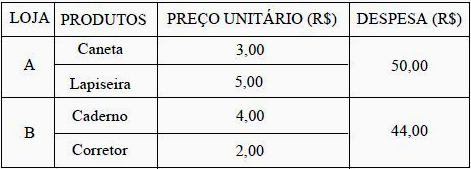 LOJA PRODUTOS PREÇO UNITÁRIO (R$) DESPESA (R$)
A Caneta 3,00 50,00
Lapiseira 5,00
B Caderno 4,00 44,00
Corretor 2,00